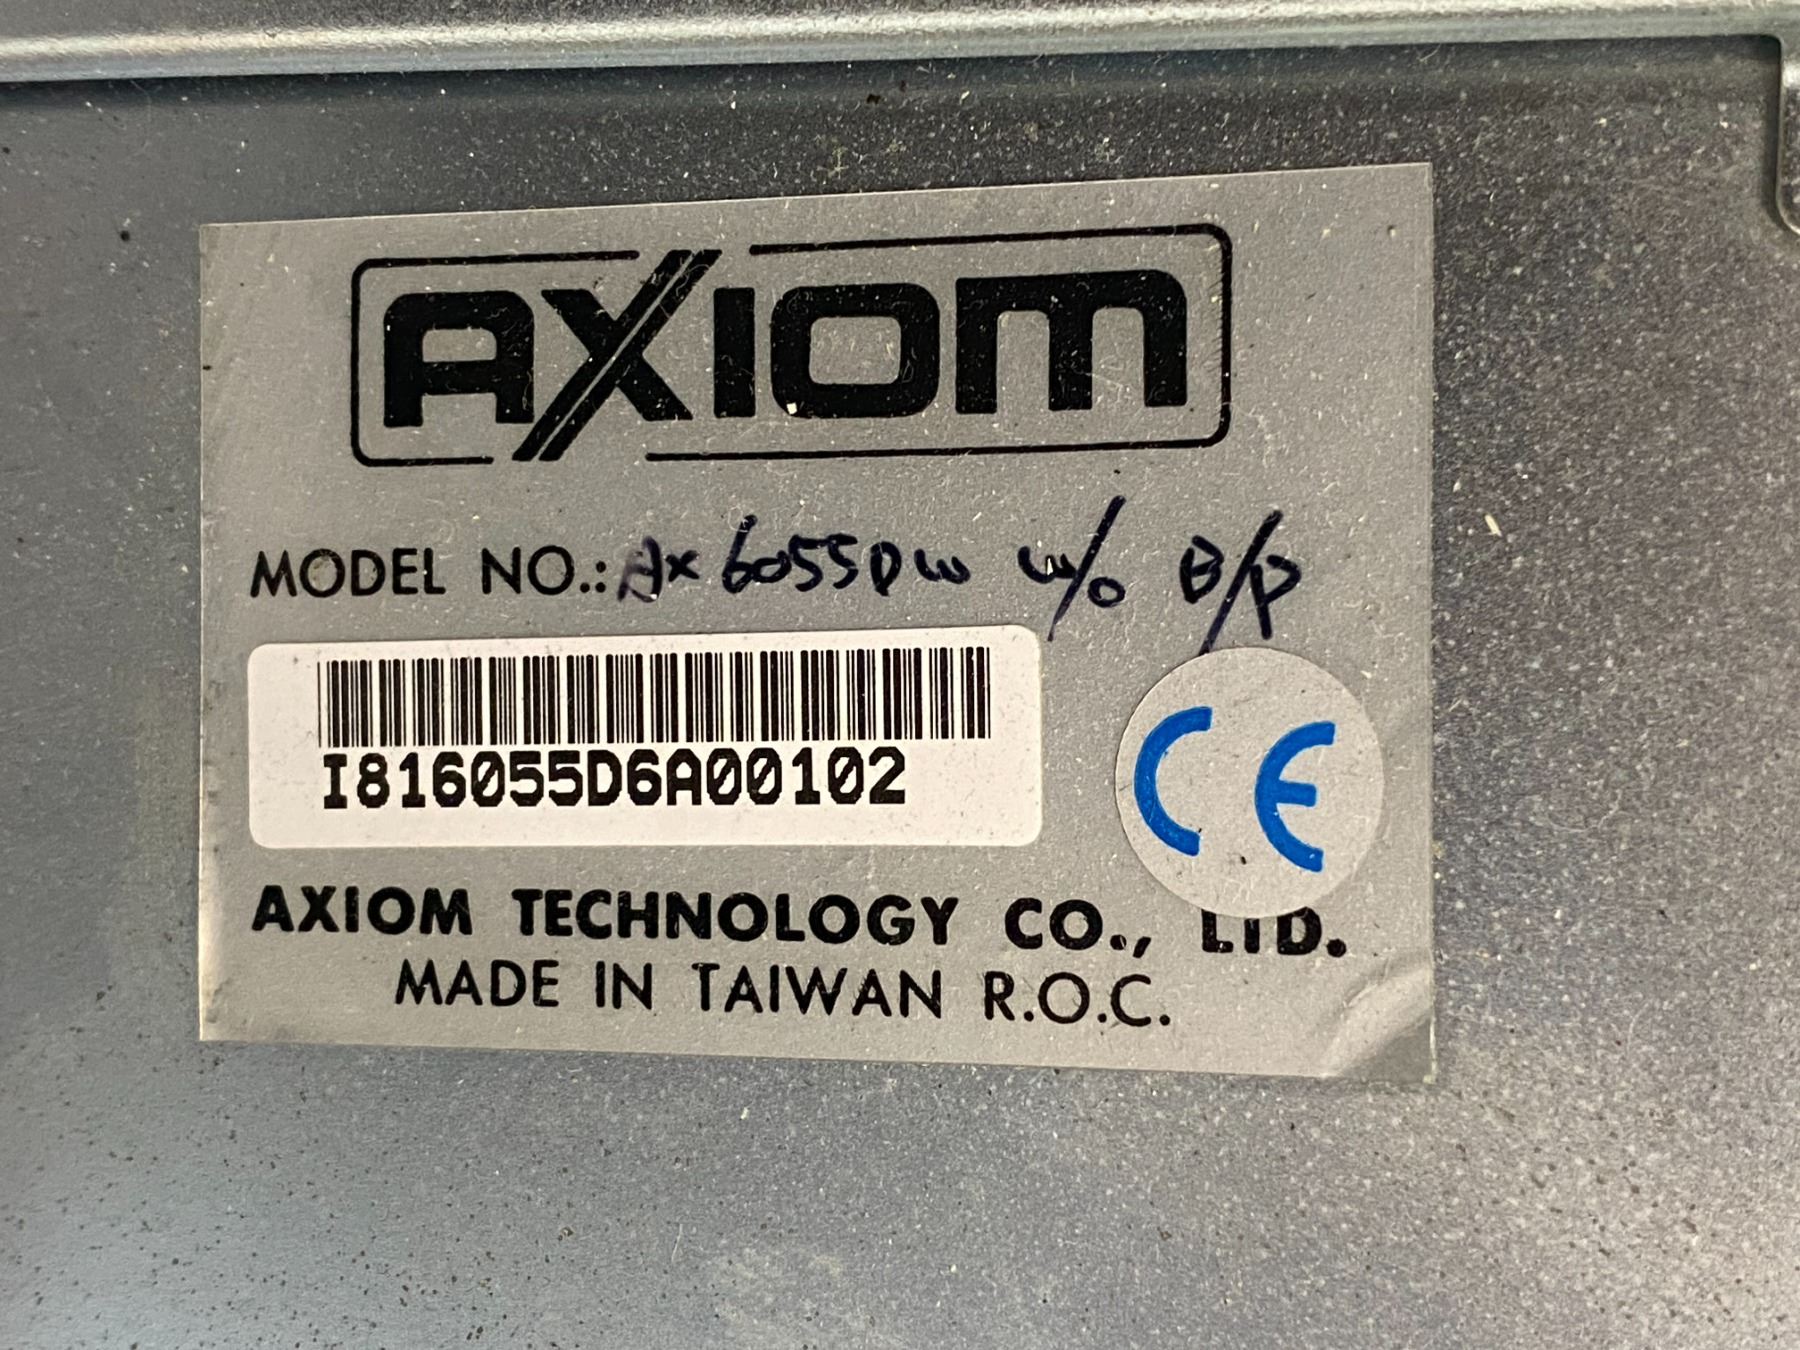 AXIOM
MODEL NO.: AX6055DW w/o B/P
I816055D6A00102
CE
AXIOM TECHNOLOGY CO., LTD.
MADE IN TAIWAN R.O.C.